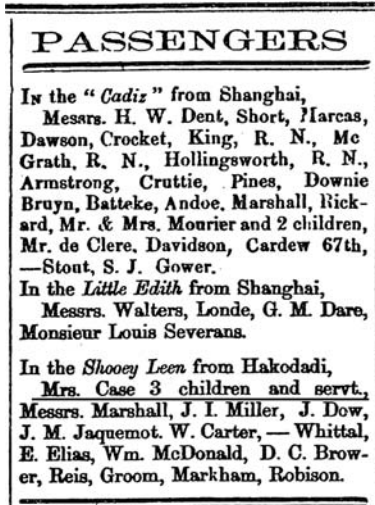 PASSENGERS
In the "Cadiz" from Shanghai,
Messrs. H. W. Dent, Short, Marcas,
Dawson, Crocket, King, R. N., Mc
Grath, R. N., Hollingsworth, R. N.,
Armstrong, Cruttie, Pines, Downie
Bruyn, Batteke, Andoe. Marshall, Rick-
ard, Mr. & Mrs. Mourier and 2 children,
Mr. de Clere. Davidson, Cardew 67th,
—Stout, S. J. Gower.
In the Little Edith from Shanghai,
Messrs. Walters, Londe, G. M. Dare,
Monsieur Louis Severans.
In the Shooey Leen from Hakodadi,
Mrs. Case 3 children and servt.,
Messrs. Marshall, J. I. Miller, J. Dow,
J. M. Jaquemot. W. Carter, — Whittal,
E. Elias, Wm. McDonald, D. C. Brow-
er, Reis, Groom, Markham, Robison.